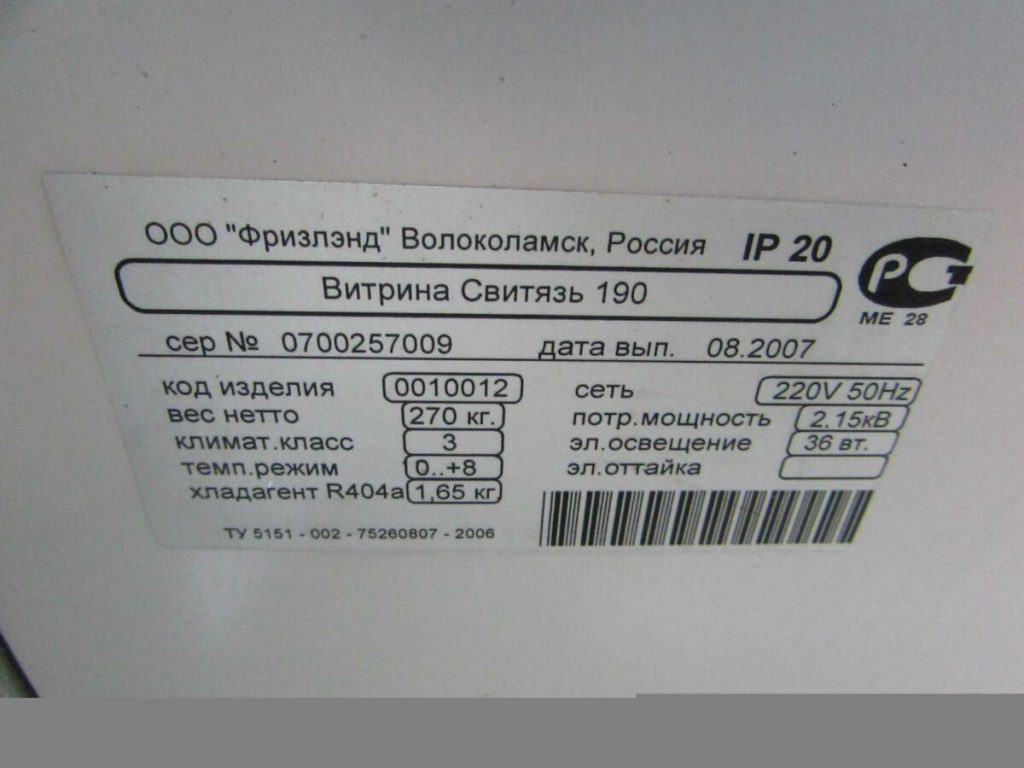 ООО "Фризлэнд" Волоколамск, Россия IP 20
Витрина Свитязь 190
РСТ
МЕ 28
сер № 0700257009 дата вып. 08.2007
код изделия 0010012 сеть 220V 50Hz
вес нетто 270 кг. потр.мощность 2.15кВ
климат.класс 3 эл.освещение 36 вт.
темп.режим 0..+8 эл.оттайка
хладагент R404a 1,65 кг
ТУ 5151 - 002 - 75260807 - 2006